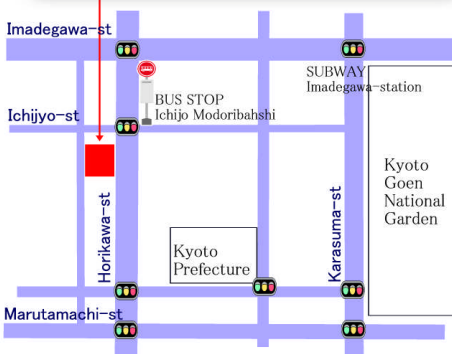 Imadegawa-st
SUBWAY
Imadegawa-station
BUS STOP
Ichijo Modoribahshi
Ichijyo-st
Kyoto
Goen
National
Garden
Horikawa-st
Karasuma-st
Kyoto
Prefecture
Marutamachi-st